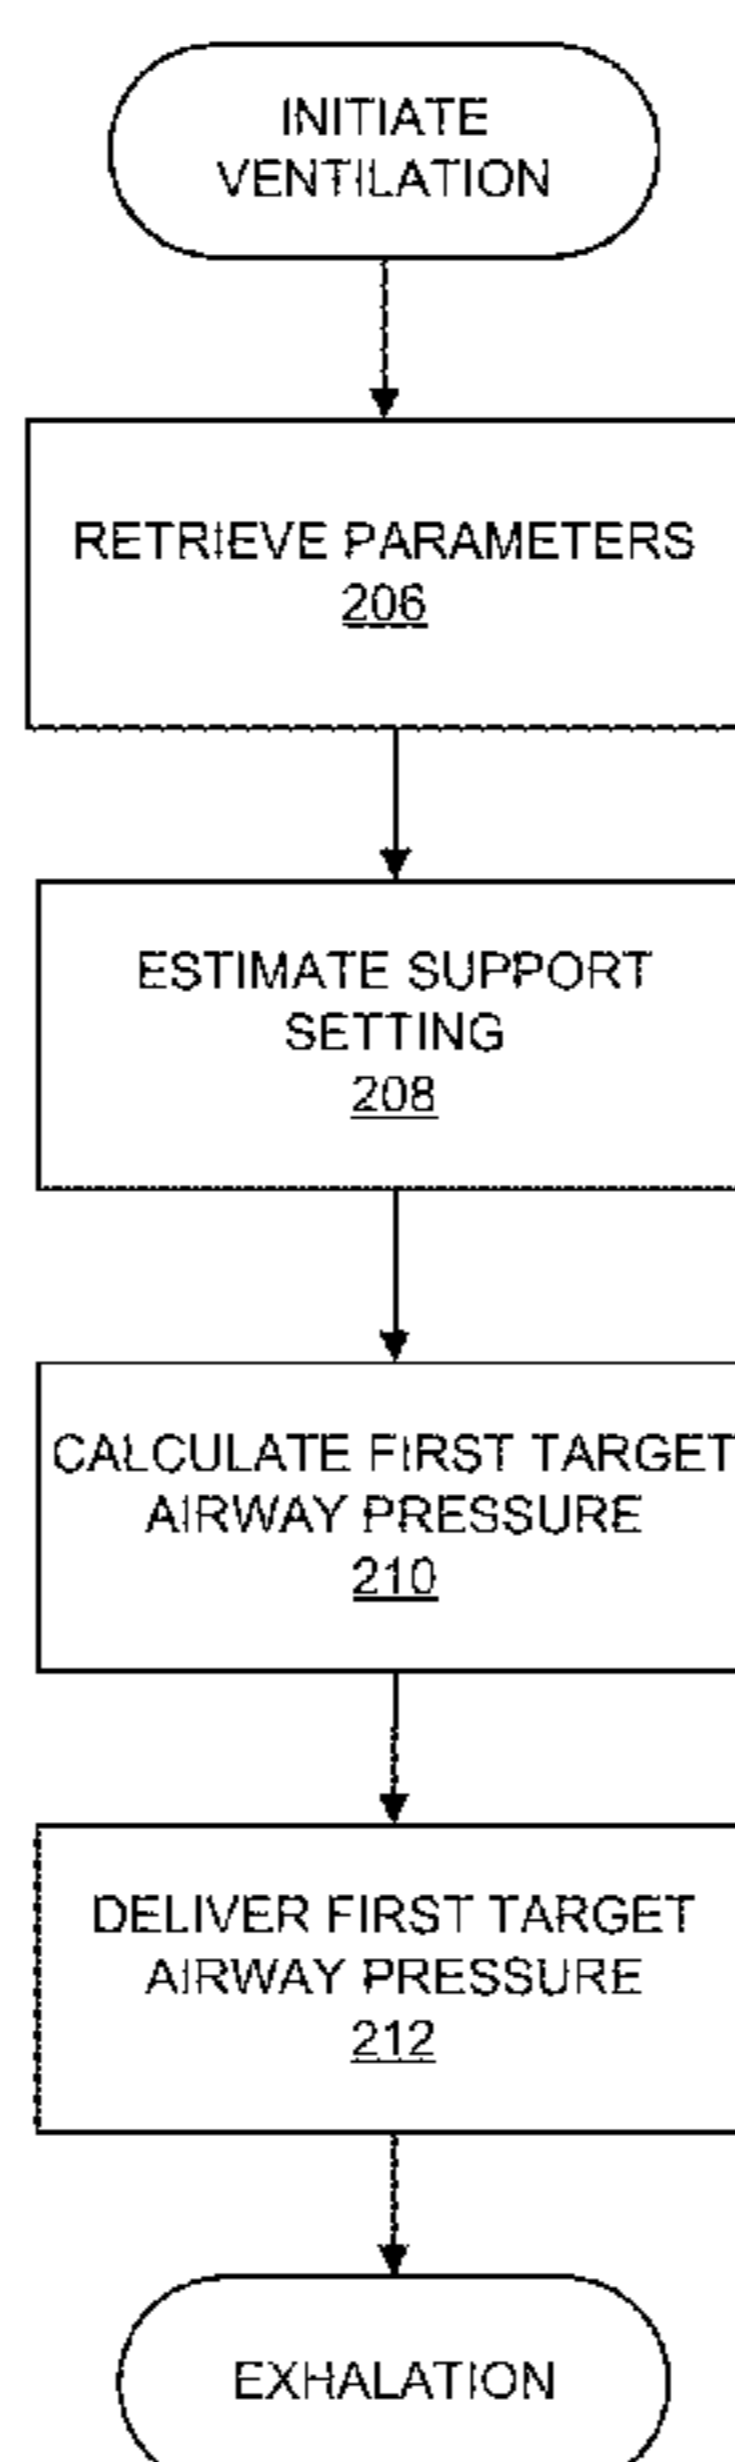 INITIATE
VENTILATION
RETRIEVE PARAMETERS
206
ESTIMATE SUPPORT
SETTING
208
CALCULATE FIRST TARGET
AIRWAY PRESSURE
210
DELIVER FIRST TARGET
AIRWAY PRESSURE
212
EXHALATION